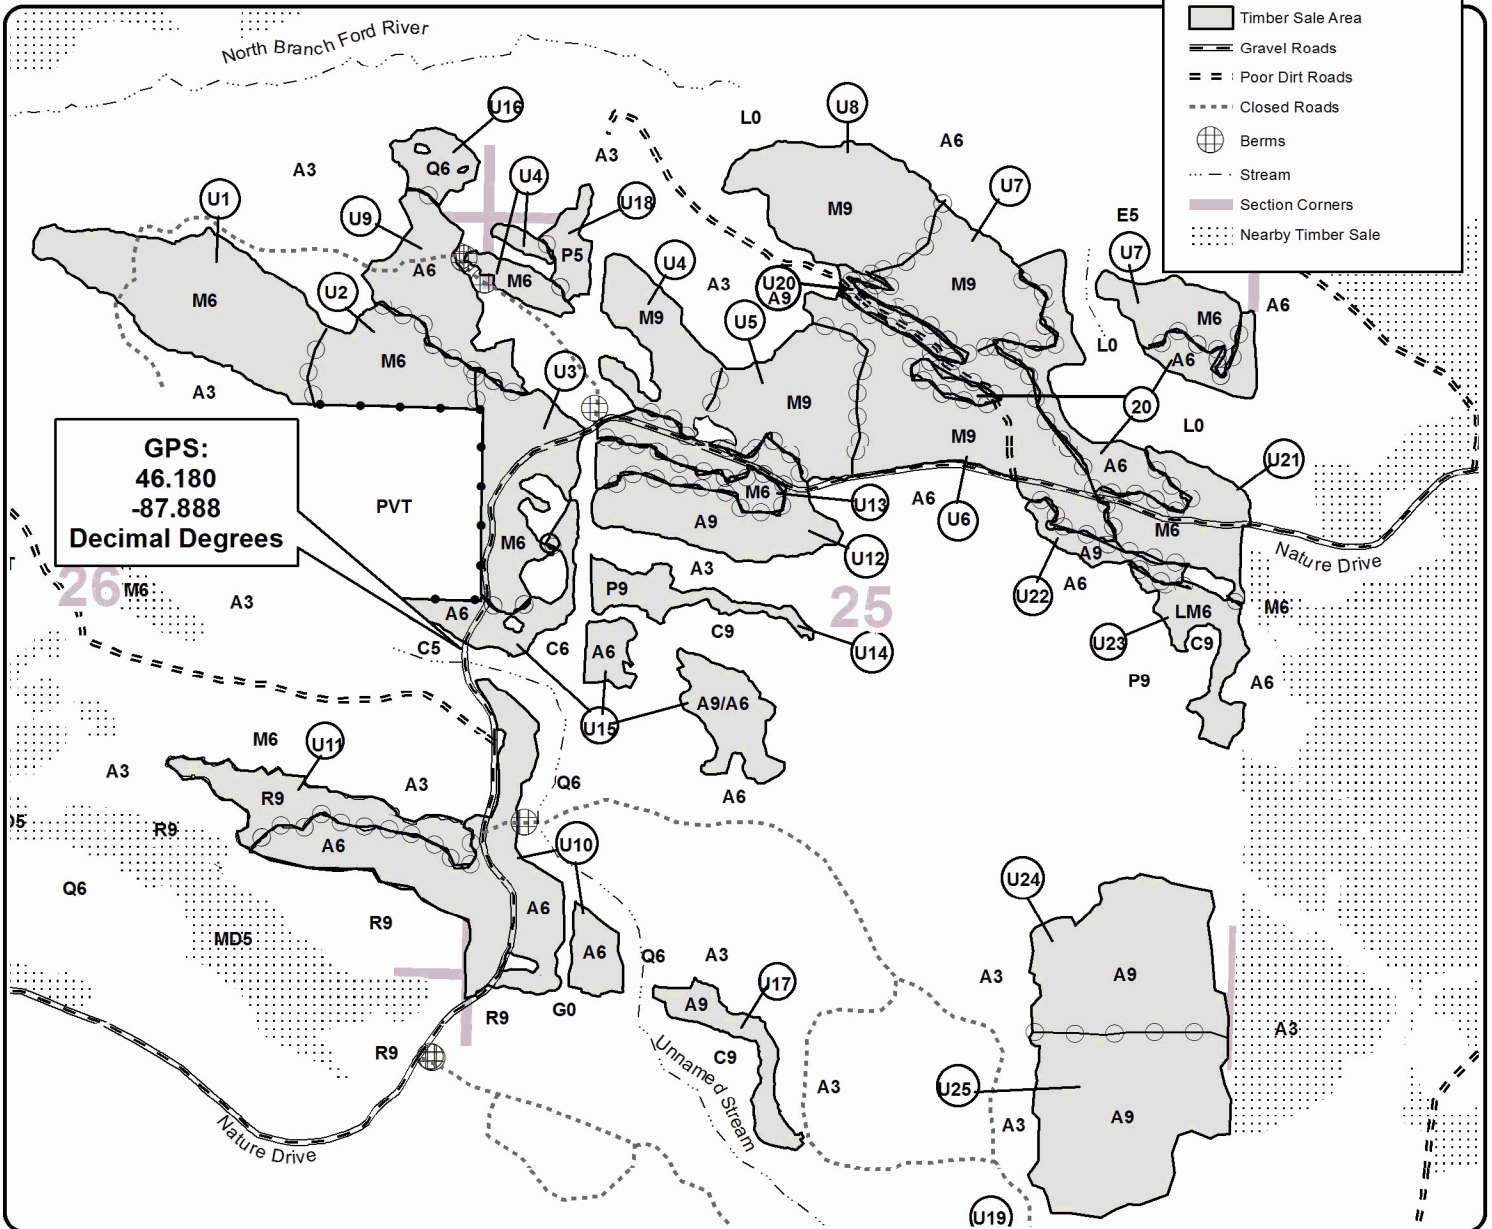 Timber Sale Area
Gravel Roads
Poor Dirt Roads
Closed Roads
Berms
Stream
Section Corners
Nearby Timber Sale
North Branch Ford River
U16
U8
L0
A6
A3
A3
Q6
U4
U18
U7
U1
U9
M9
E5
P5
U7
A6
M6
U4
A3
U20
A9
M9
M6
U2
M9
U5
M6
A6
L0
A6
M6
U3
A3
M9
20
L0
M9
A6
U21
GPS:
46.180
-87.888
Decimal Degrees
PVT
M6
U13
A6
U6
A9
M6
M6
U12
A9
Nature Drive
26
M6
A3
A3
P9
25
U22
A6
A6
LM6
M6
C5
C6
A6
C9
U14
U23
C9
P9
A6
A9/A6
U15
M6
U11
A3
A3
Q6
A6
R9
D5
R9
A6
U10
Q6
U24
A6
R9
MD5
A6
Q6
A3
A3
A9
U17
A9
G0
R9
A3
R9
Unnamed Stream
C9
A3
U25
A9
A3
Nature Drive
U19